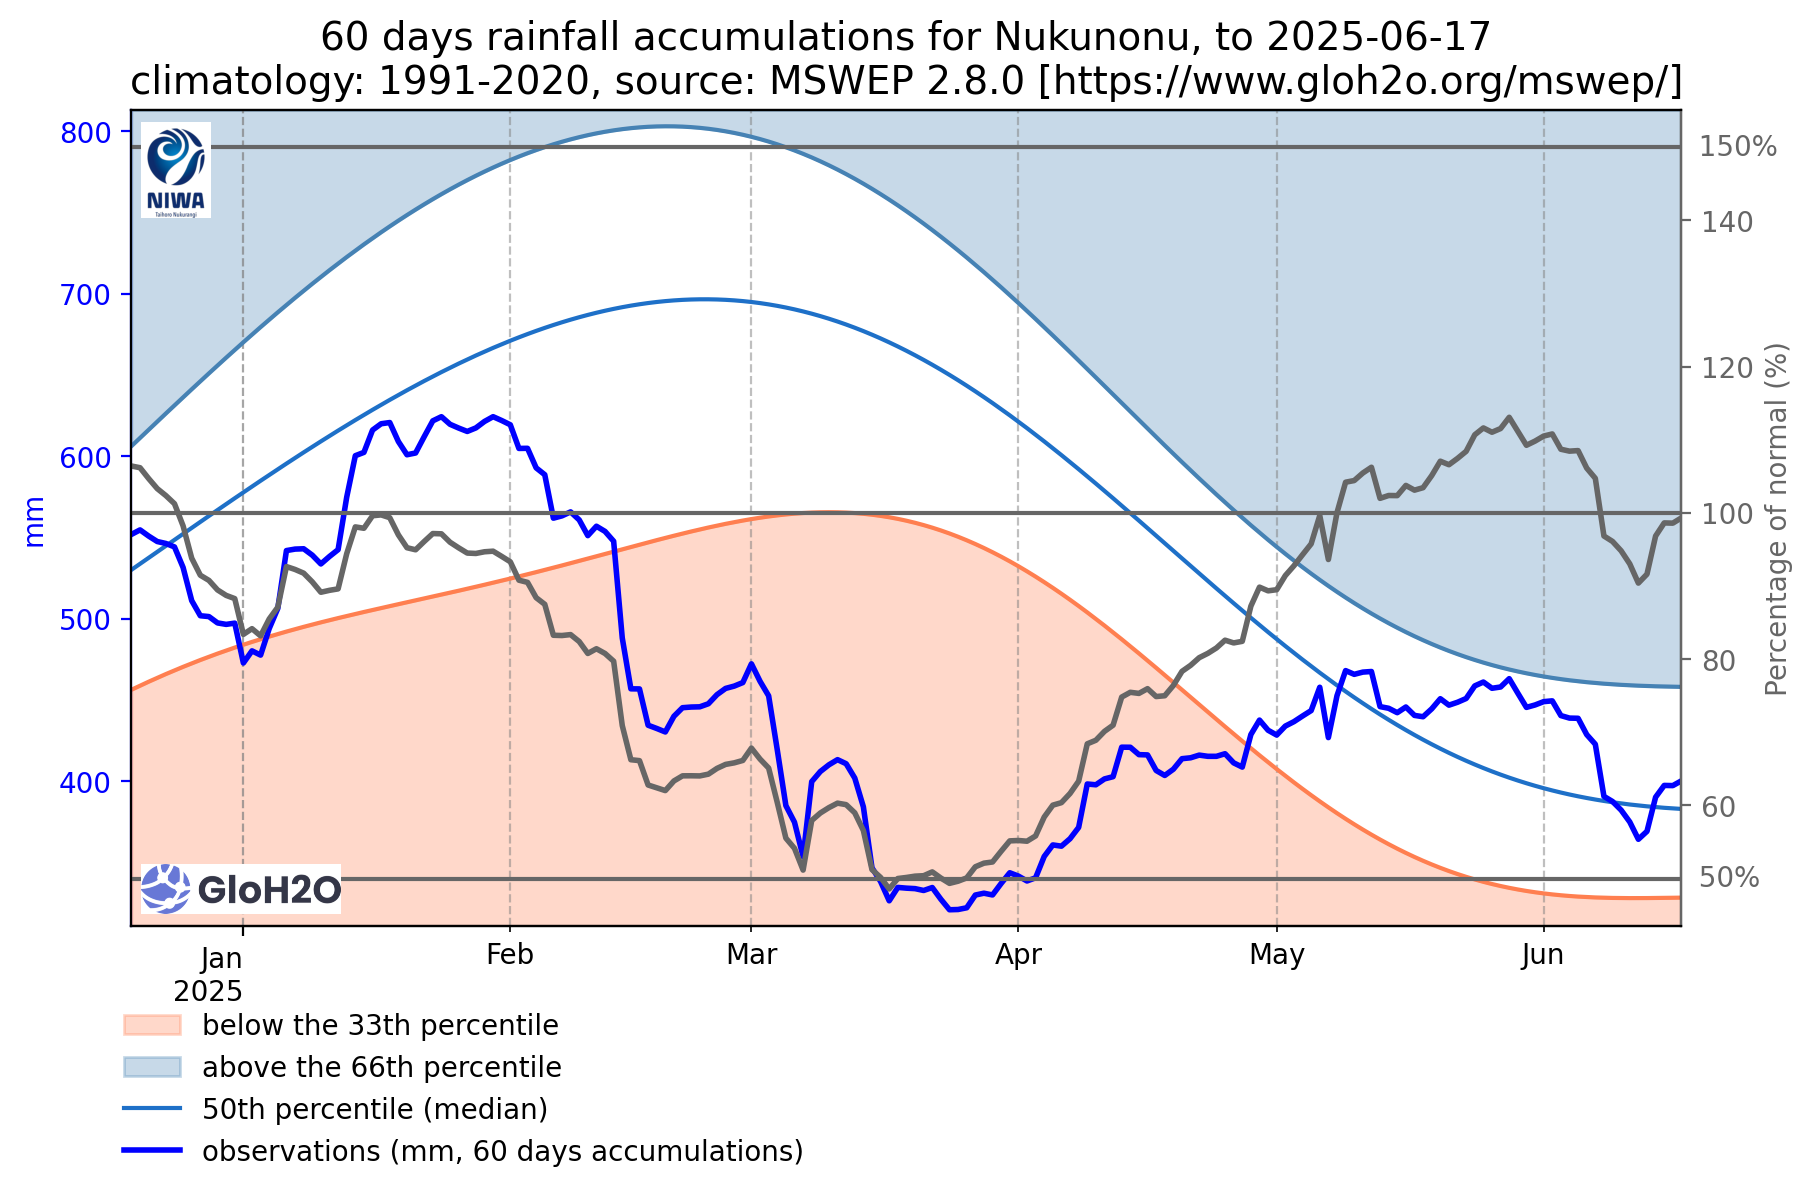 60 days rainfall accumulations for Nukunonu, to 2025-06-17
climatology: 1991-2020, source: MSWEP 2.8.0 [https://www.gloh2o.org/mswep/]
NIWA
Taihoro Nukurangi
800
700
600
500
400
mm
150%
140
120
100
80
60
50%
Percentage of normal (%)
GloH2O
Jan
2025
Feb
Mar
Apr
May
Jun
below the 33th percentile
above the 66th percentile
50th percentile (median)
observations (mm, 60 days accumulations)